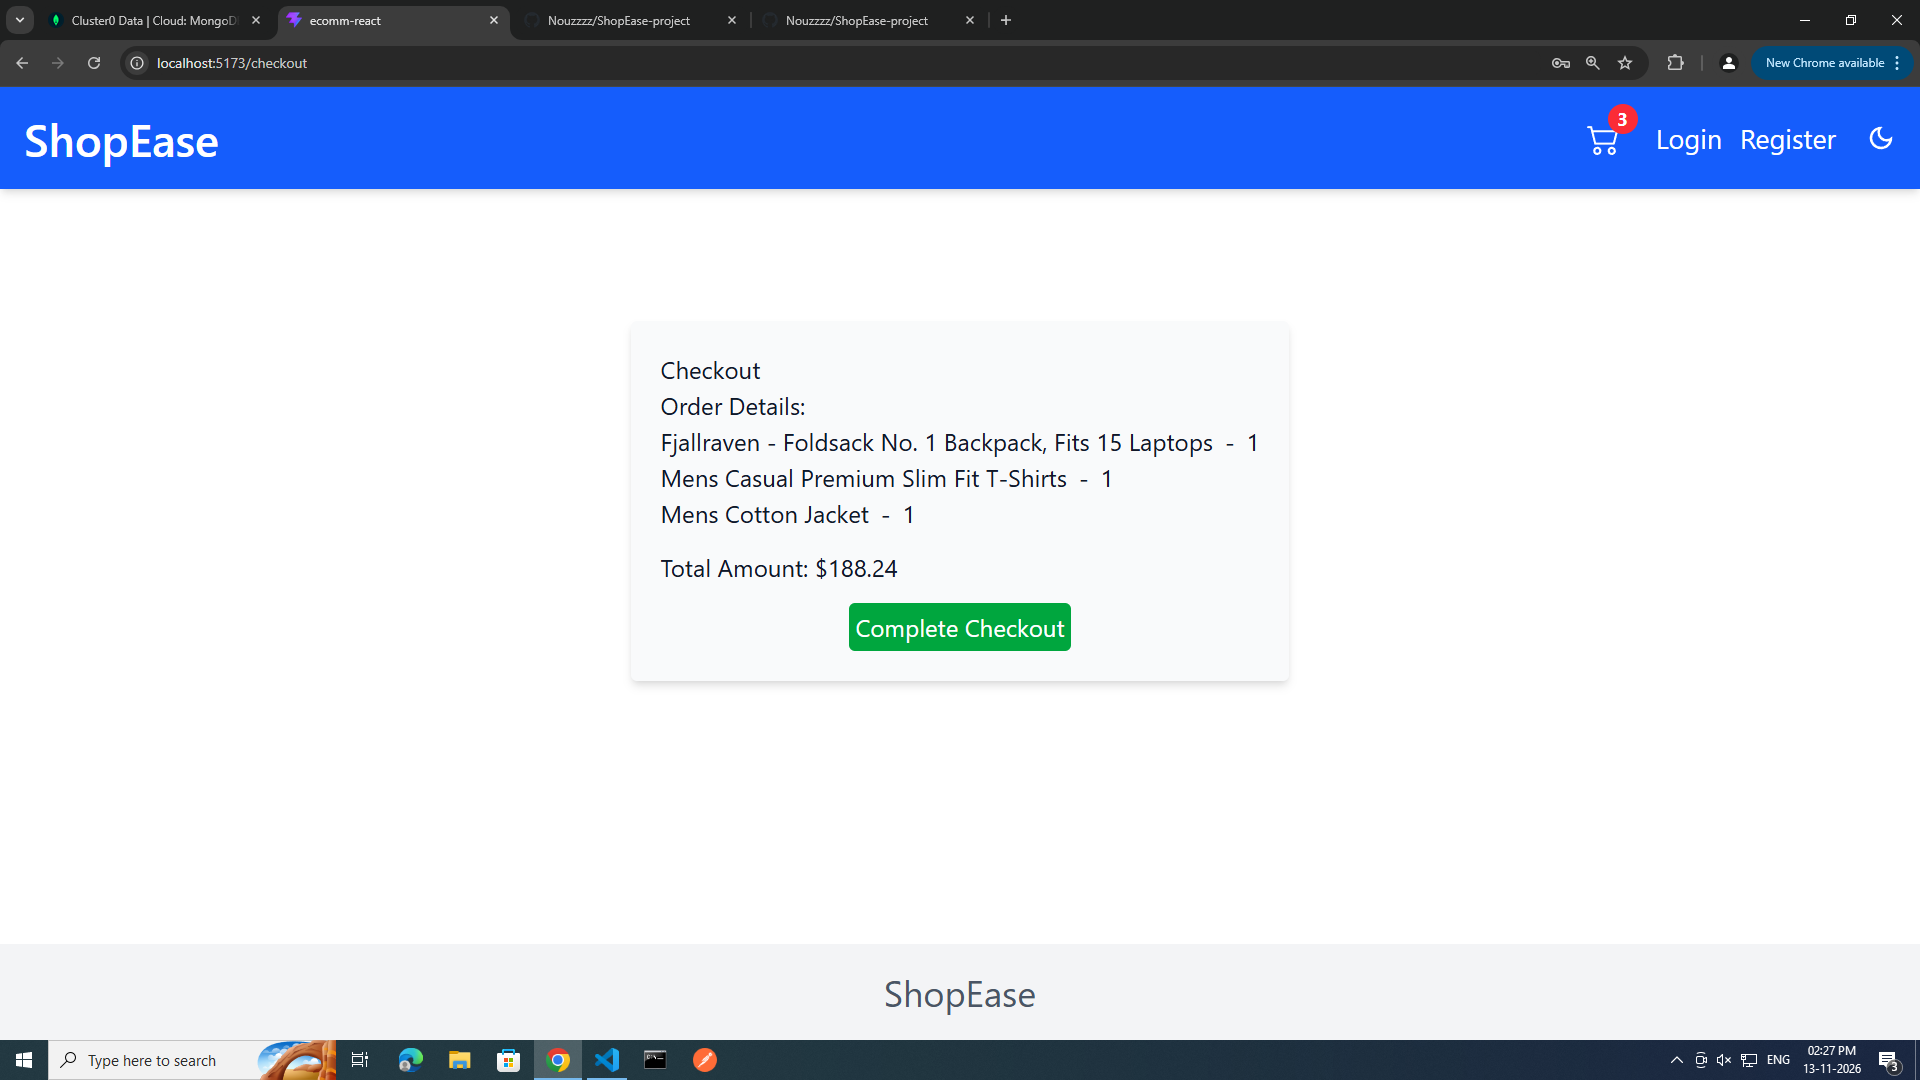 Cluster0 Data | Cloud: MongoD
ecomm-react
Nouzzzz/ShopEase-project
Nouzzzz/ShopEase-project
localhost:5173/checkout
New Chrome available
ShopEase
3
Login
Register
Checkout
Order Details:
Fjallraven - Foldsack No. 1 Backpack, Fits 15 Laptops - 1
Mens Casual Premium Slim Fit T-Shirts - 1
Mens Cotton Jacket - 1
Total Amount: $188.24
Complete Checkout
ShopEase
Type here to search
ENG
02:27 PM
13-11-2026
3